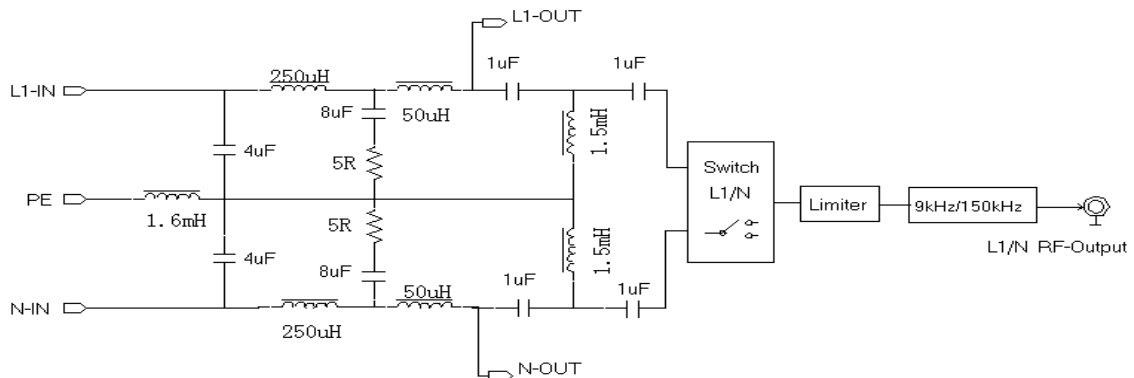 L1-OUT
1uF
1uF
250uH
L1-IN
8uF
50uH
1.5mH
4uF
5R
Switch
L1/N
PE
1.6mH
Limiter
9kHz/150kHz
5R
L1/N RF-Output
1.5mH
4uF
8uF
1uF
50uH
1uF
N-IN
250uH
N-OUT